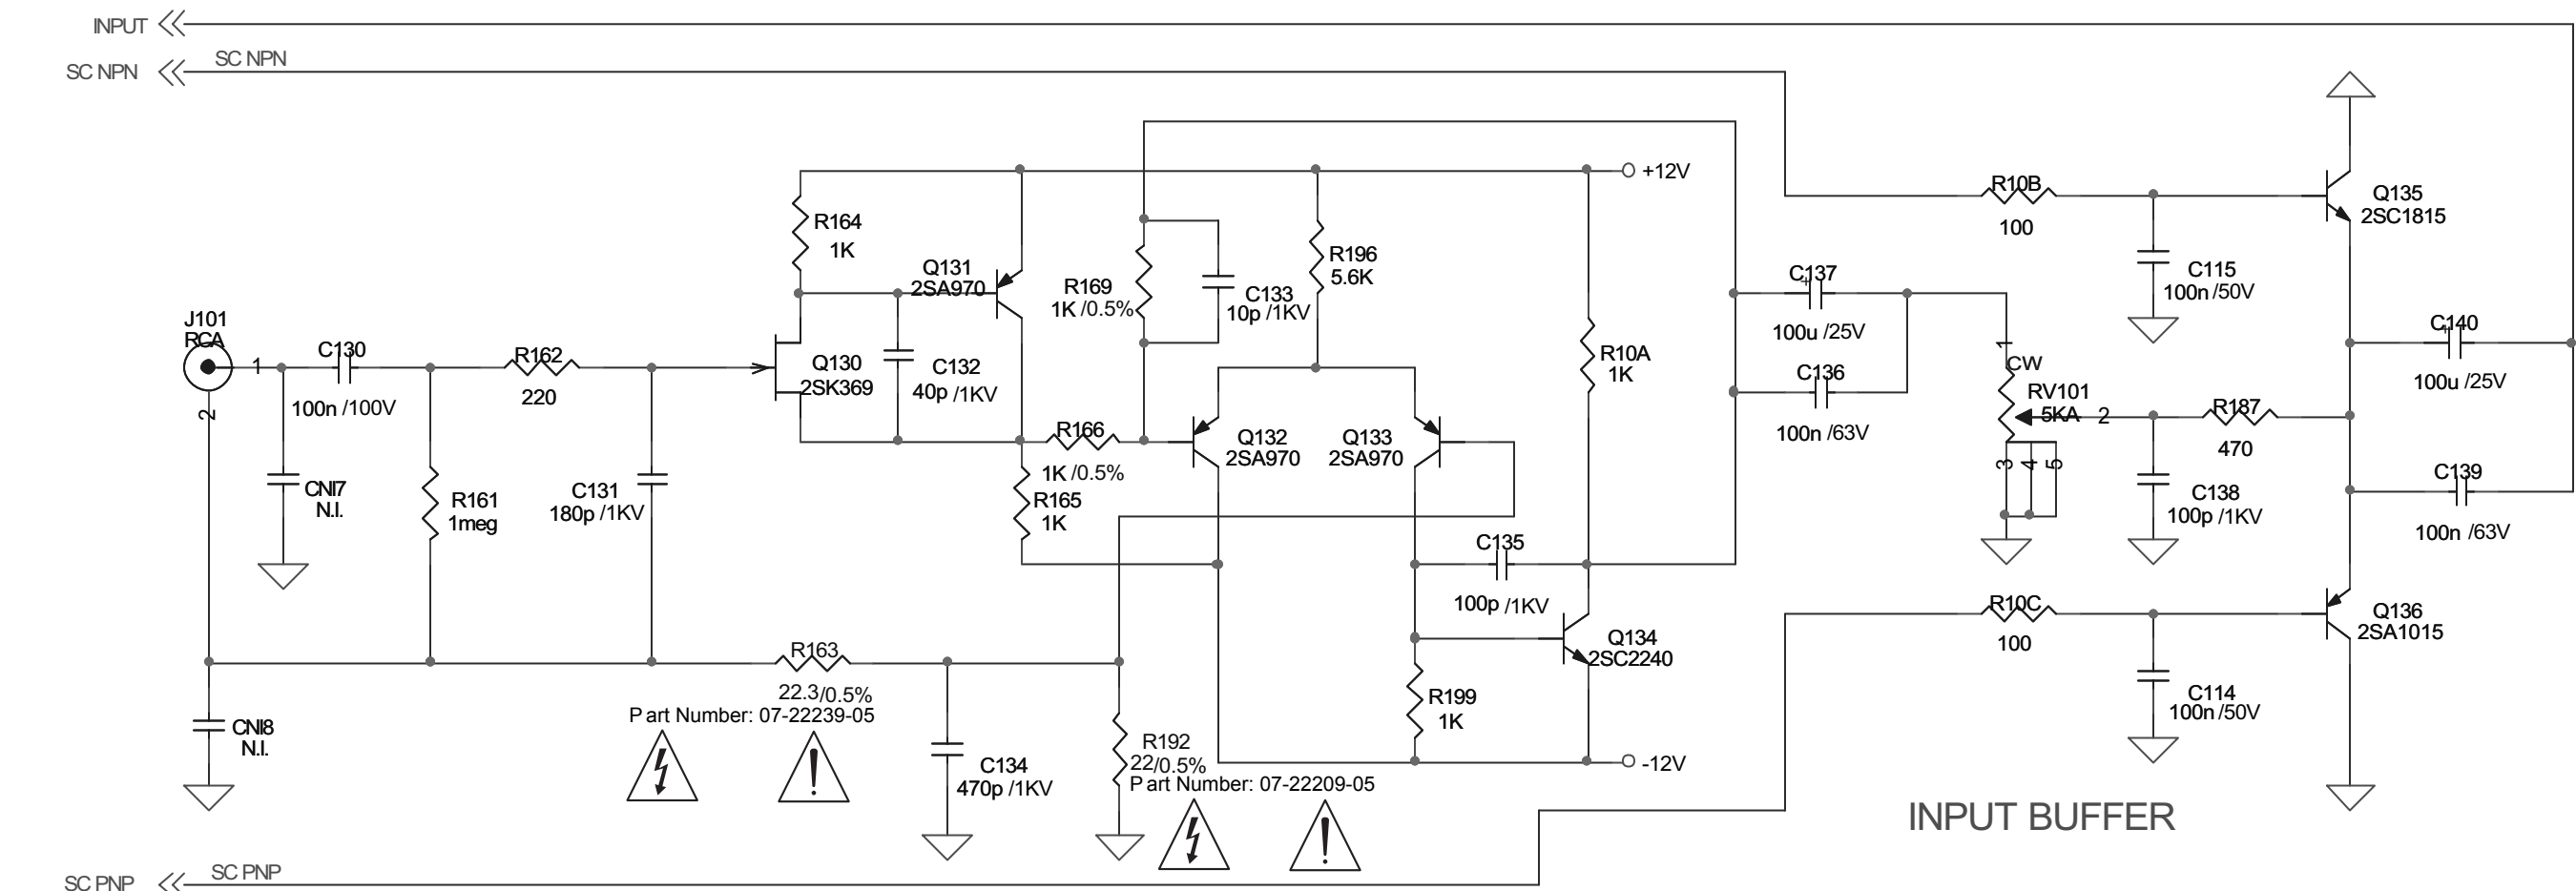 INPUT
SC NPN
SC NPN
+12V
R10B
100
Q135
2SC1815
R164
1K
Q131
2SA970
R169
1K /0.5%
C133
10p /1KV
R196
5.6K
C137
+
100u /25V
C115
100n /50V
J101
RCA
1
2
C130
100n /100V
R162
220
Q130
2SK369
C132
40p /1KV
R10A
1K
C136
100n /63V
1
CW
RV101
5KA
2
3
4
5
R187
470
C140
+
100u /25V
CNI7
N.I.
R161
1meg
C131
180p /1KV
R166
1K /0.5%
R165
1K
Q132
2SA970
Q133
2SA970
C135
100p /1KV
C138
100p /1KV
C139
100n /63V
R10C
100
Q136
2SA1015
Q134
2SC2240
R163
22.3/0.5%
Part Number: 07-22239-05
R199
1K
C114
100n /50V
CNI8
N.I.
C134
470p /1KV
R192
22/0.5%
Part Number: 07-22209-05
-12V
!
!
INPUT BUFFER
SC PNP
SC PNP